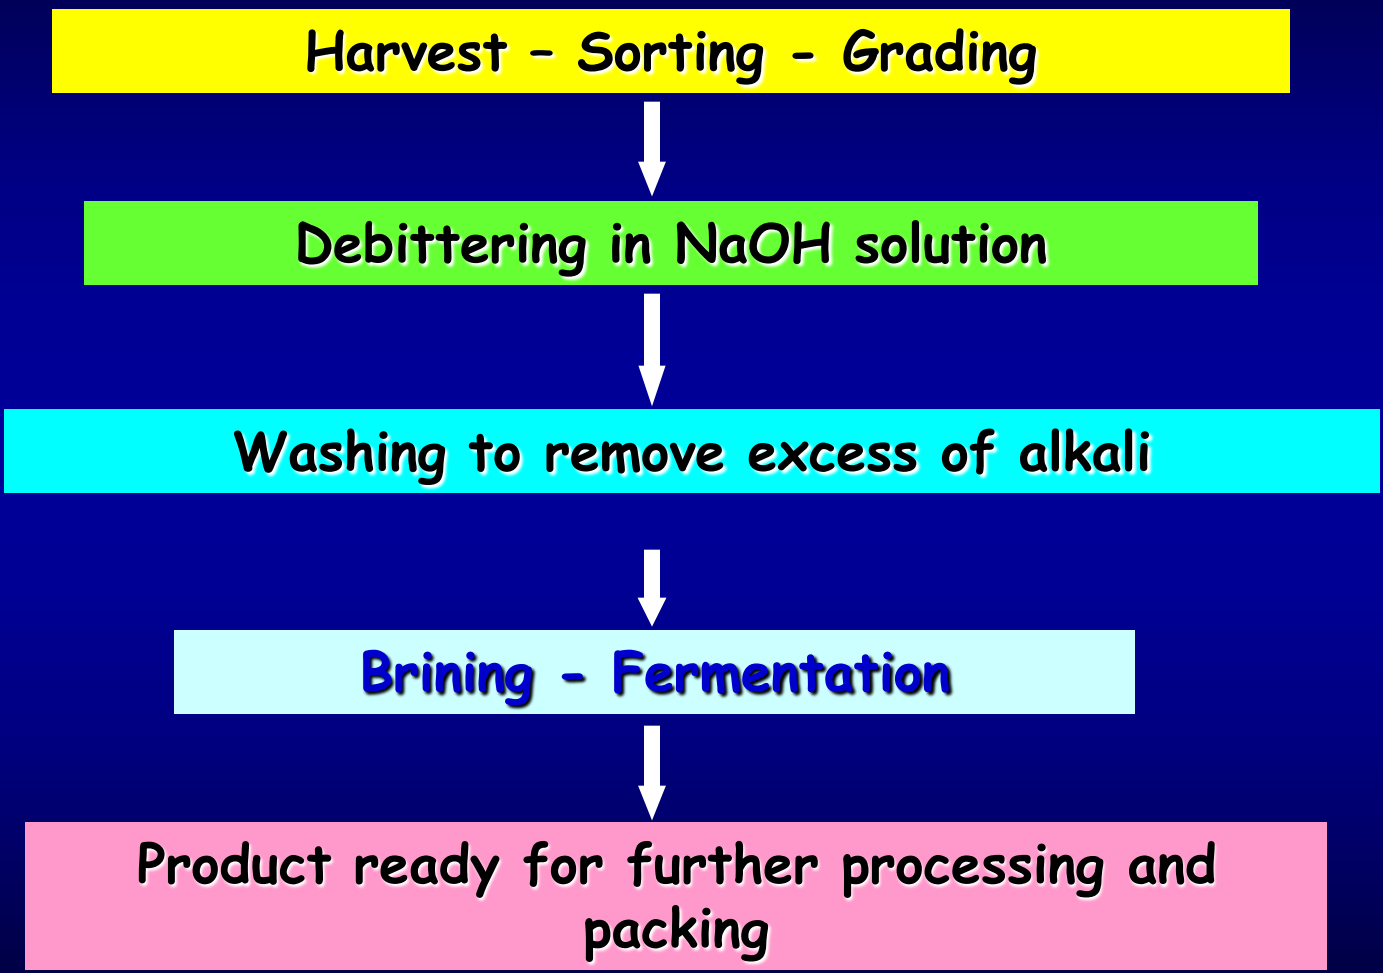 Harvest – Sorting - Grading
Debittering in NaOH solution
Washing to remove excess of alkali
Brining - Fermentation
Product ready for further processing and
packing